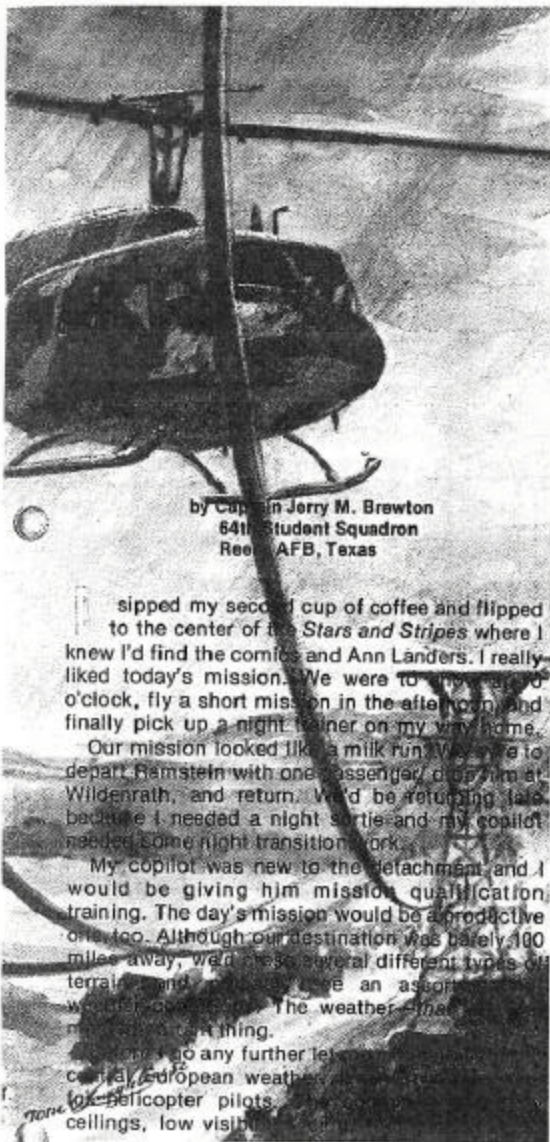 by Captain Jerry M. Brewton
64th Student Squadron
Reese AFB, Texas
I sipped my second cup of coffee and flipped
to the center of the Stars and Stripes where I
knew I'd find the comics and Ann Landers. I really
liked today's mission. We were to
o'clock, fly a short mission in the afternoon, and
finally pick up a night trainer on my way home.
Our mission looked like a milk run. We were to
depart Ramstein with one passenger, drop him at
Wildenrath, and return. We'd be returning late
because I needed a night sortie and my copilot
needed some night transition work.
My copilot was new to the detachment and I
would be giving him mission qualification
training. The day's mission would be a productive
one, too. Although our destination was barely 100
miles away, we'd cross several different types of
terrain and see an
The weather
thing.
go any further let
central European weather
for helicopter pilots.
ceilings, low